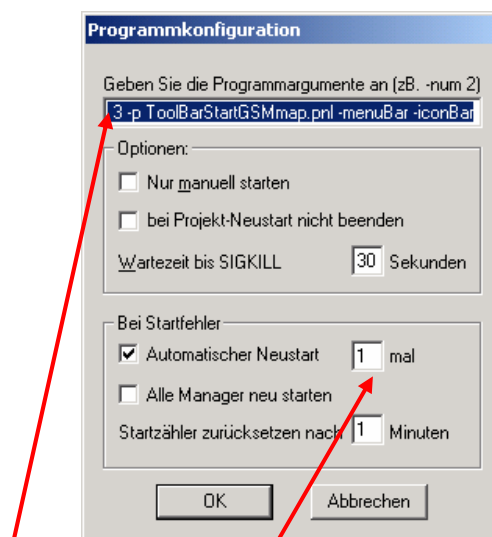 Programmkonfiguration
Geben Sie die Programmargumente an (zB. -num 2)
3 -p ToolBarStartGSMmap.pnl -menuBar -iconBar
Optionen:
Nur manuell starten
bei Projekt-Neustart nicht beenden
Wartezeit bis SIGKILL 30 Sekunden
Bei Startfehler
Automatischer Neustart 1 mal
Alle Manager neu starten
Startzähler zurücksetzen nach 1 Minuten
OK Abbrechen